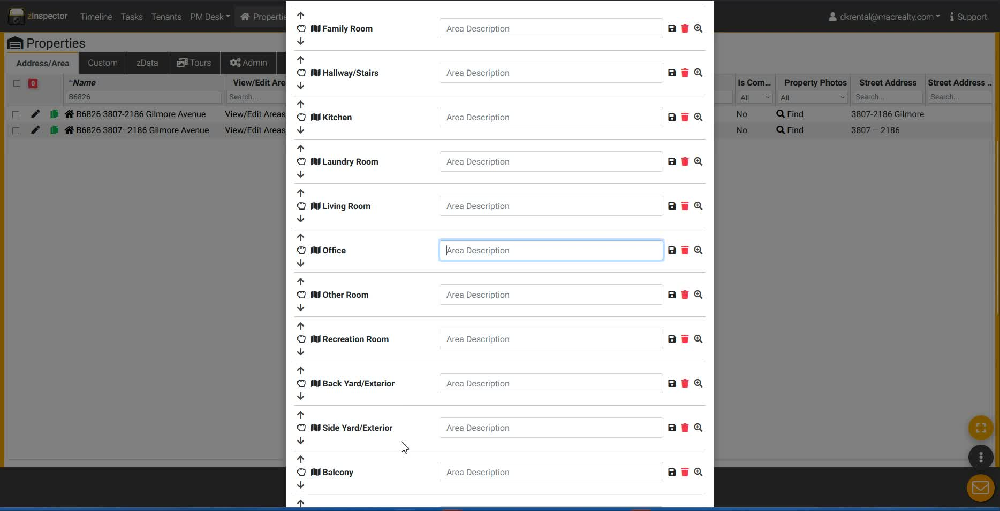 zInspector
Timeline
Tasks
Tenants
PM Desk
Properti
dkrental@macrealty.com
Support
Properties
Address/Area
Custom
zData
Tours
Admin
0
Name
View/Edit Are
Is Com...
Property Photos
Street Address
Street Address ..
B6826
Search...
All
All
Search...
Search...
B6826 3807-2186 Gilmore Avenue
View/Edit Areas
No
Find
3807-2186 Gilmore
B6826 3807–2186 Gilmore Avenue
View/Edit Areas
No
Find
3807 – 2186
Family Room
Area Description
Hallway/Stairs
Area Description
Kitchen
Area Description
Laundry Room
Area Description
Living Room
Area Description
Office
Area Description
Other Room
Area Description
Recreation Room
Area Description
Back Yard/Exterior
Area Description
Side Yard/Exterior
Area Description
Balcony
Area Description